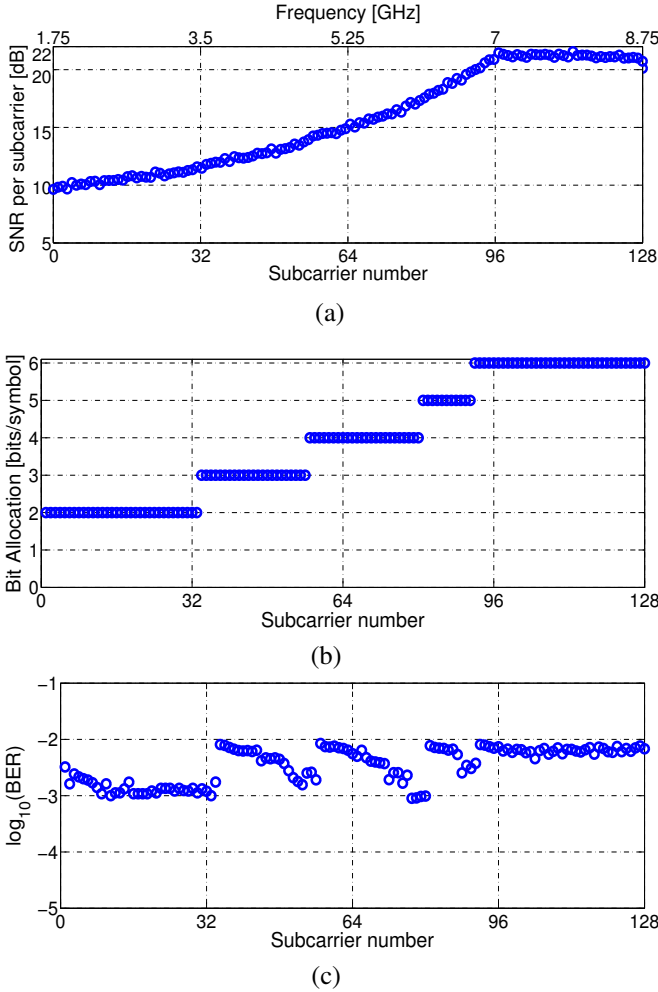 Frequency [GHz]
1.75 3.5 5.25 7 8.75
SNR per subcarrier [dB]
22
20
15
10
5
0 32 64 96 128
Subcarrier number
(a)
Bit Allocation [bits/symbol]
6
5
4
3
2
1
0
0 32 64 96 128
Subcarrier number
(b)
log10(BER)
−1
−2
−3
−4
−5
0 32 64 96 128
Subcarrier number
(c)